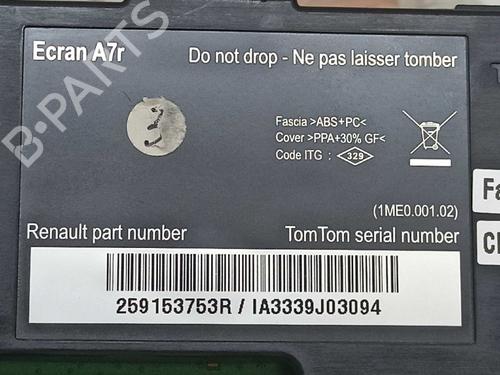 Ecran A7r
Do not drop - Ne pas laisser tomber
Fascia >ABS+PC<
Cover >PPA+30% GF<
Code ITG : 329
(1ME0.001.02)
Renault part number
TomTom serial number
259153753R / IA3339J03094
B-PARTS